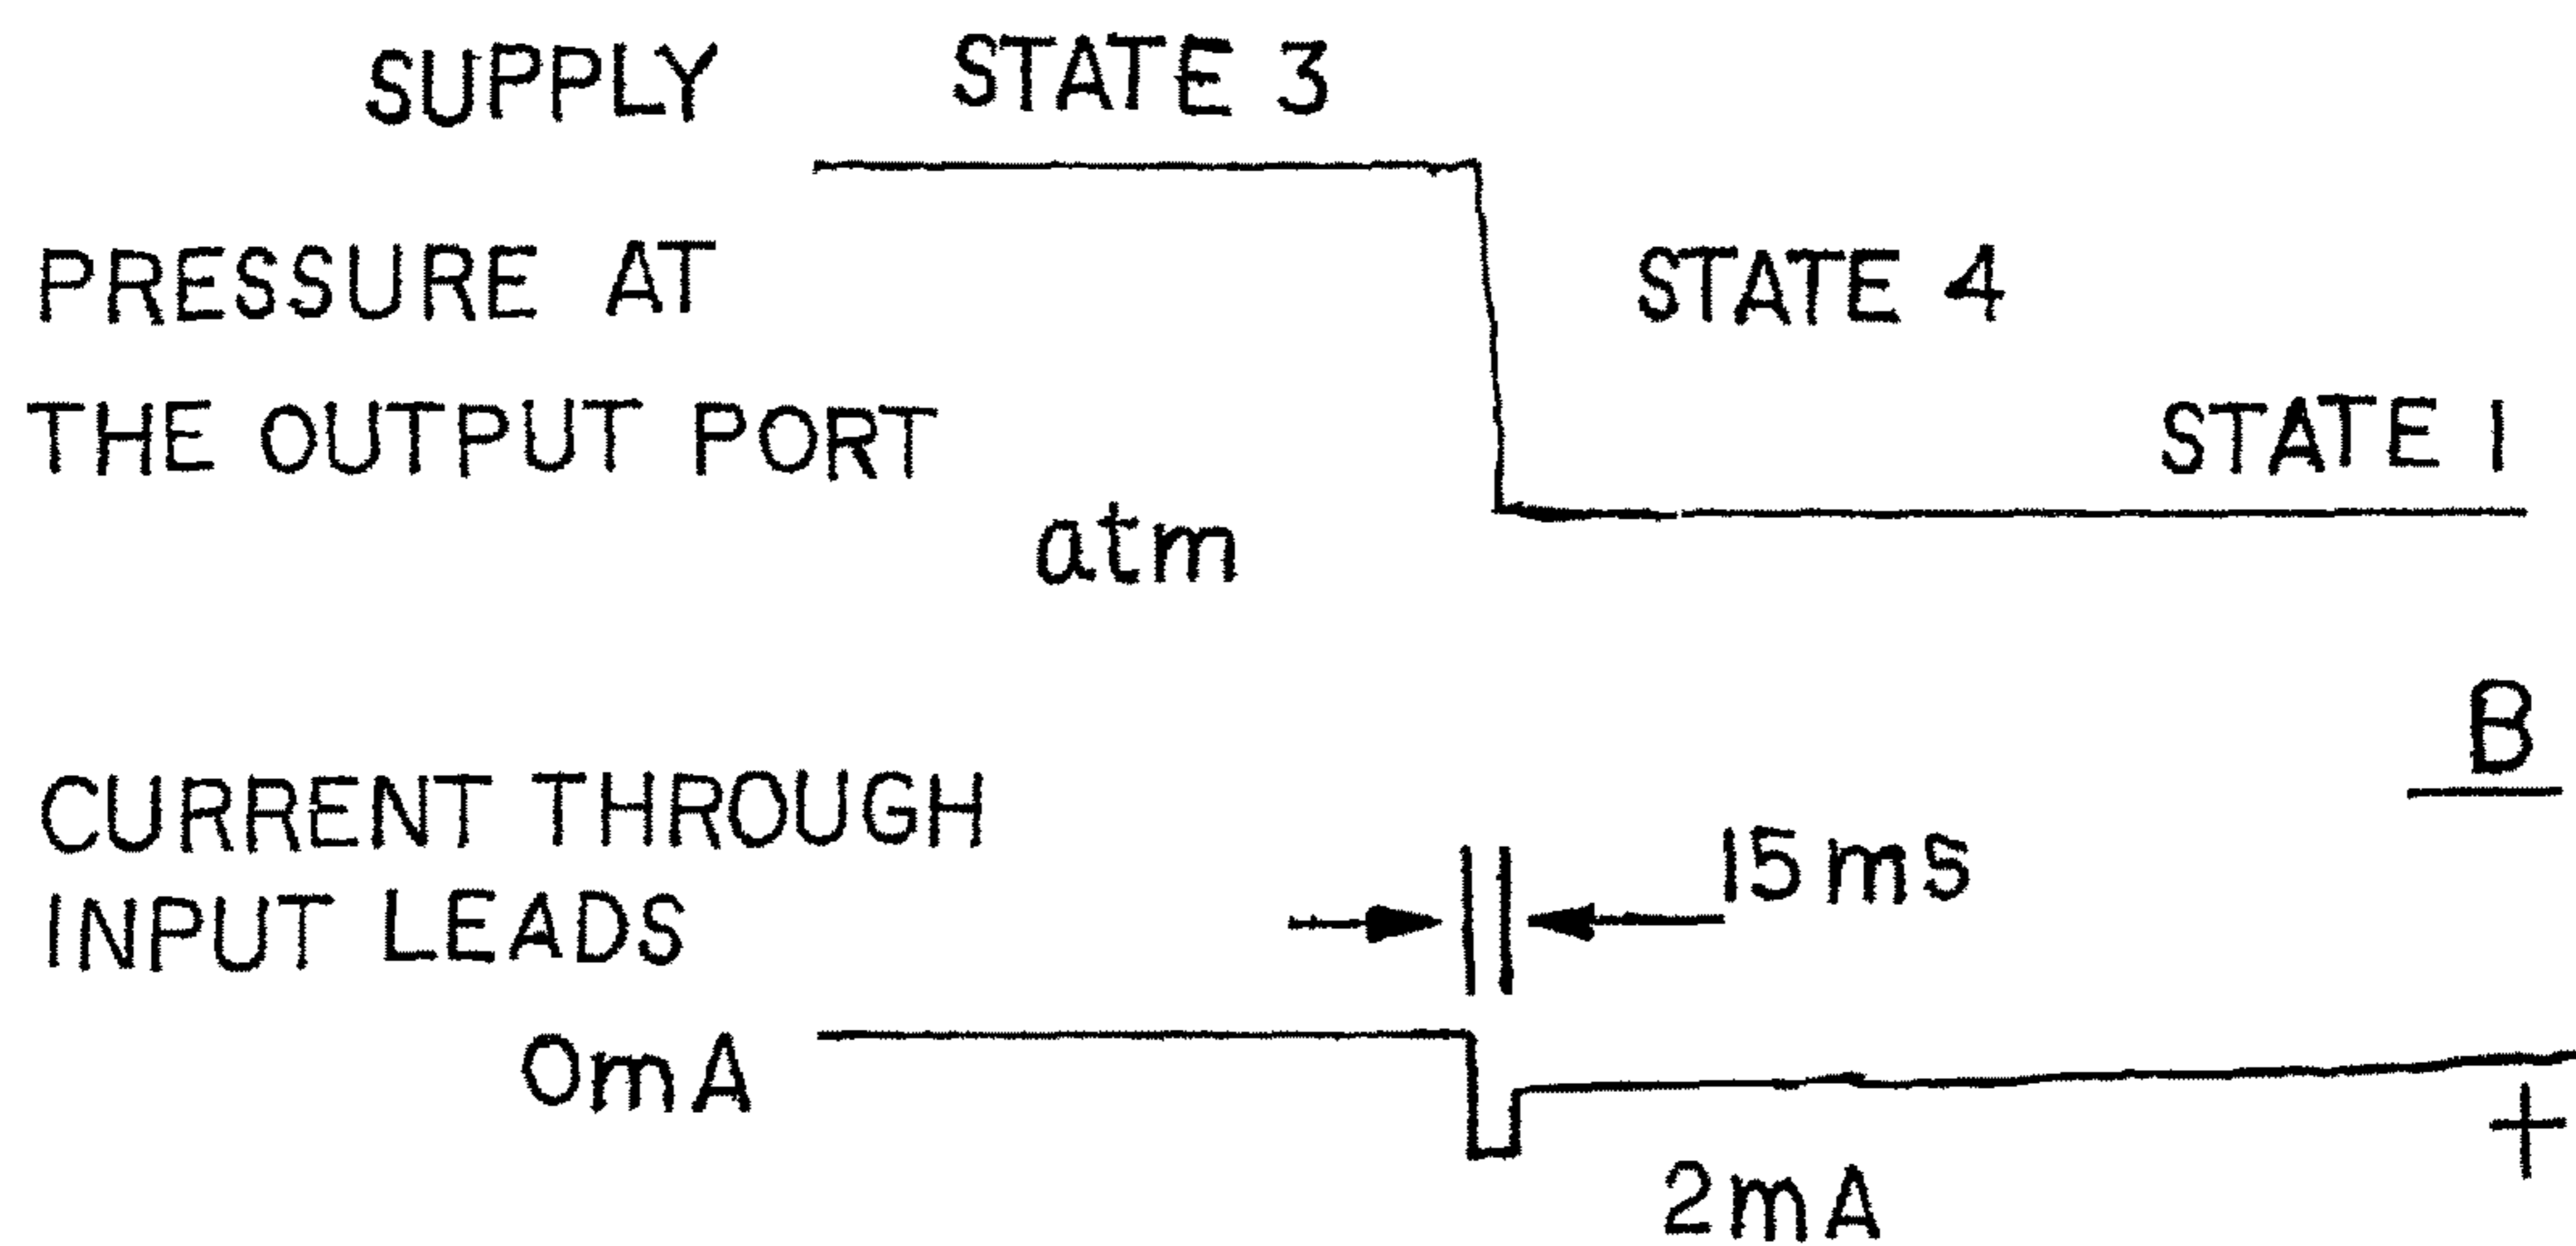 SUPPLY
STATE 3
PRESSURE AT
THE OUTPUT PORT
STATE 4
STATE 1
atm
B
CURRENT THROUGH
INPUT LEADS
15ms
0mA
+
2mA